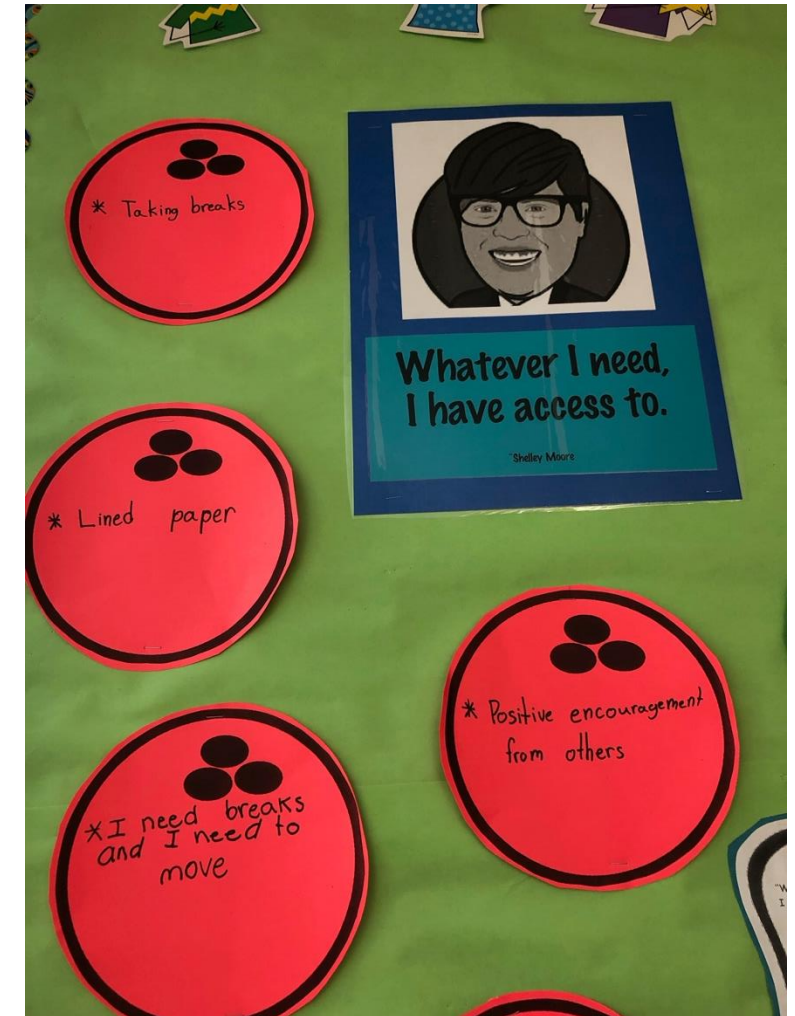 * Taking breaks
Whatever I need,
I have access to.
~Shelley Moore
* Lined paper
* Positive encouragement
from others
*I need breaks
and I need to
move
"W
I